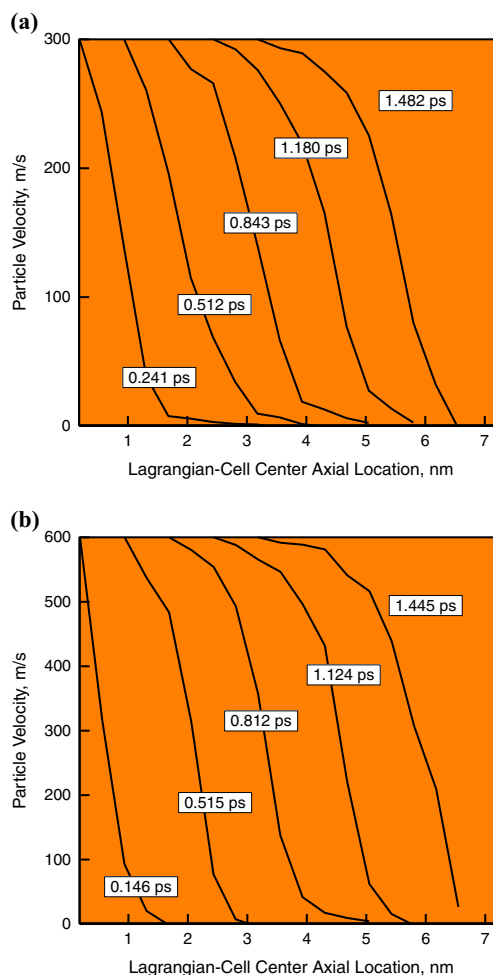 (a)
300
200
100
0
Particle Velocity, m/s
1.482 ps
1.180 ps
0.843 ps
0.512 ps
0.241 ps
1 2 3 4 5 6 7
Lagrangian-Cell Center Axial Location, nm
(b)
600
500
400
300
200
100
0
Particle Velocity, m/s
1.445 ps
1.124 ps
0.812 ps
0.515 ps
0.146 ps
1 2 3 4 5 6 7
Lagrangian-Cell Center Axial Location, nm